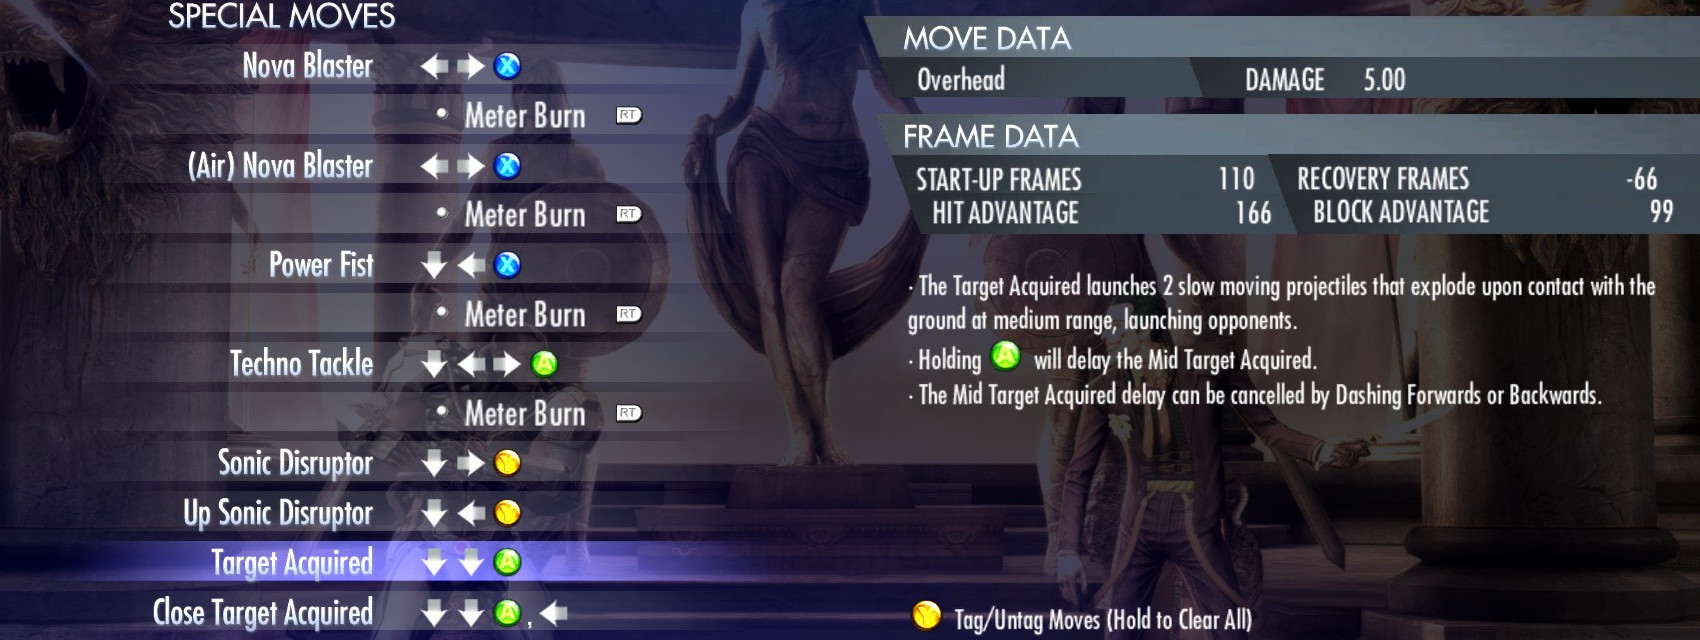 SPECIAL MOVES
Nova Blaster X
• Meter Burn RT
(Air) Nova Blaster X
• Meter Burn RT
Power Fist X
• Meter Burn RT
Techno Tackle A
• Meter Burn RT
Sonic Disruptor Y
Up Sonic Disruptor Y
Target Acquired A
Close Target Acquired A ,
MOVE DATA
Overhead DAMAGE 5.00
FRAME DATA
START-UP FRAMES 110 RECOVERY FRAMES -66
HIT ADVANTAGE 166 BLOCK ADVANTAGE 99
· The Target Acquired launches 2 slow moving projectiles that explode upon contact with the
ground at medium range, launching opponents.
· Holding A will delay the Mid Target Acquired.
· The Mid Target Acquired delay can be cancelled by Dashing Forwards or Backwards.
Y Tag/Untag Moves (Hold to Clear All)